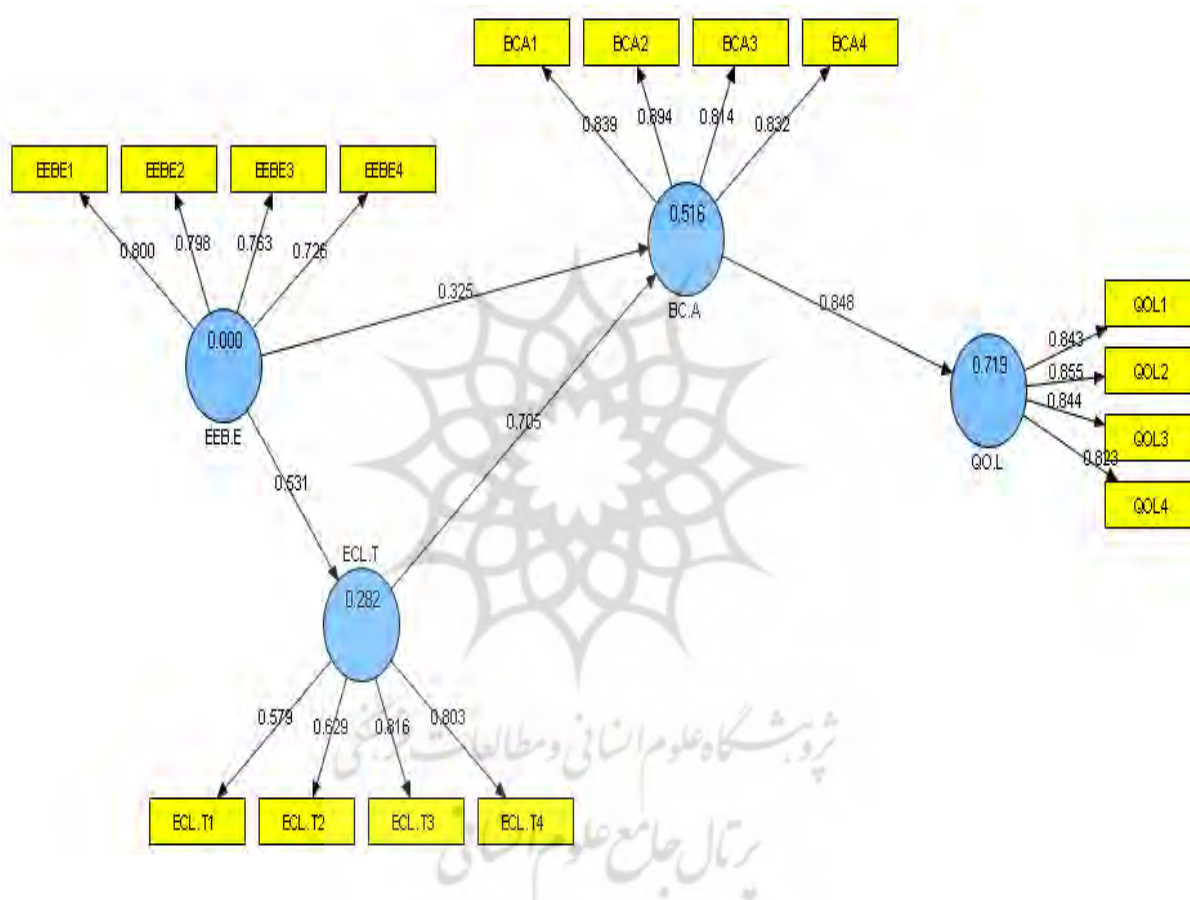 BCA1 BCA2 BCA3 BCA4
0.839 0.894 0.814 0.832
EEBE1 EEBE2 EEBE3 EEBE4
0.800 0.798 0.763 0.726
0.516
BC.A
0.000
EEB.E
0.325
0.848
0.719
QO.L
QOL1
0.843
QOL2
0.855
QOL3
0.844
QOL4
0.823
0.531
0.705
ECL.T
0.282
0.579 0.629 0.816 0.803
ECL.T1 ECL.T2 ECL.T3 ECL.T4
پژوهشگاه علوم انسانی و مطالعات فرهنگی
پرتال جامع علوم انسانی